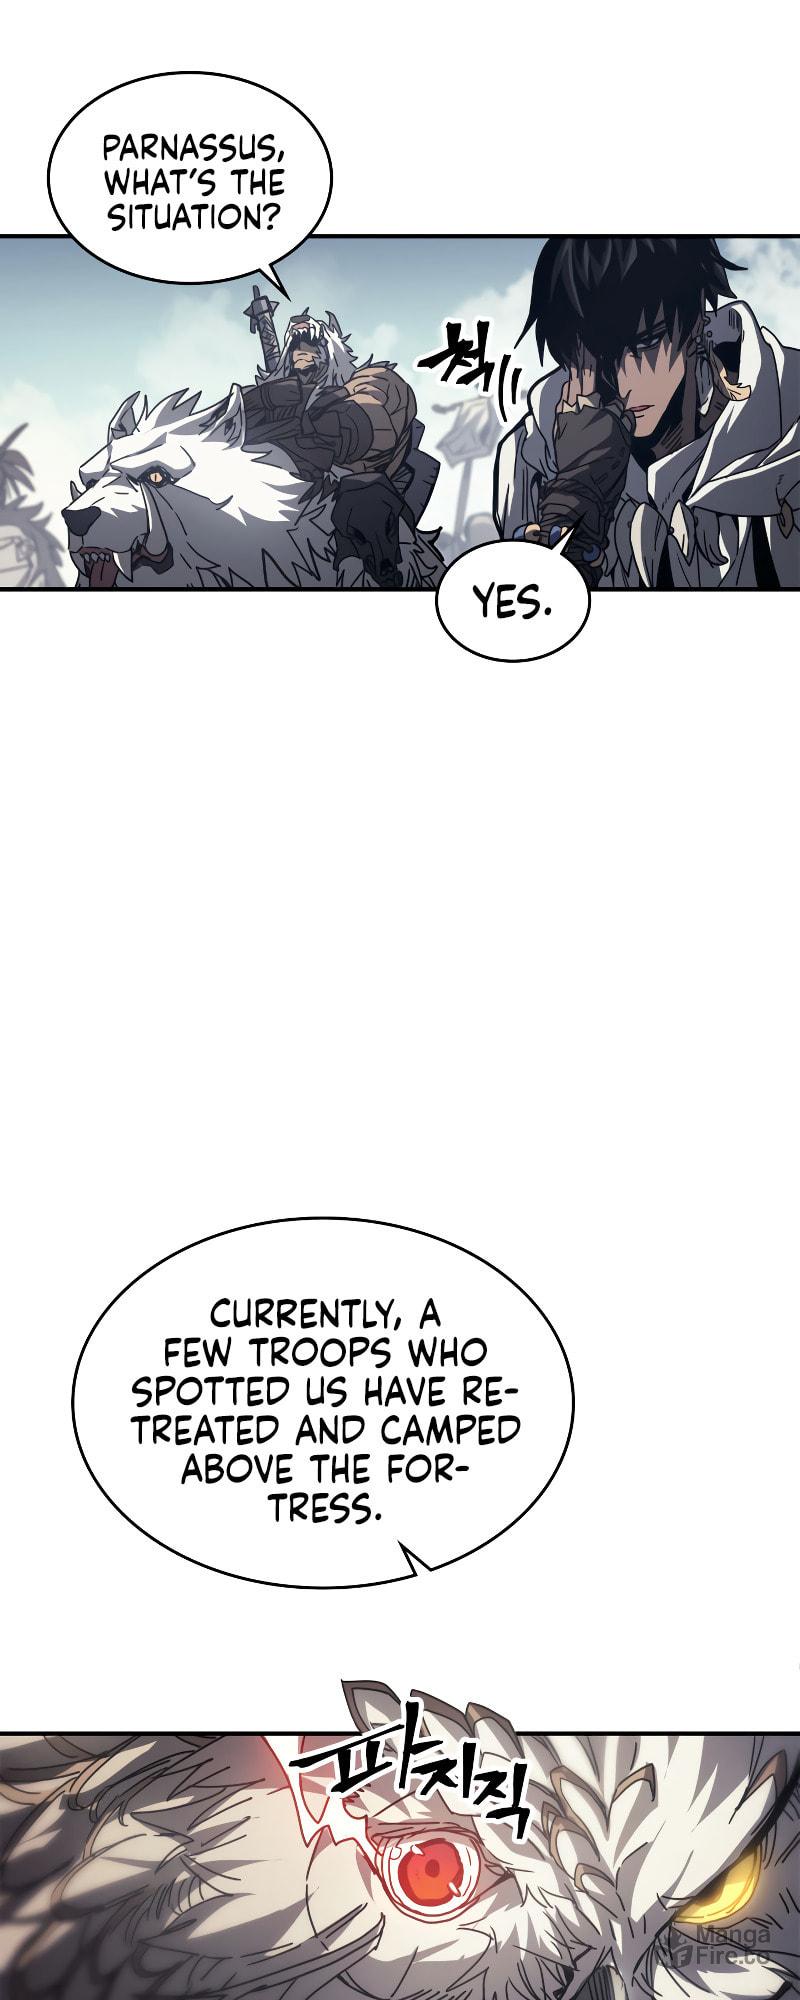 PARNASSUS,
WHAT'S THE
SITUATION?
척
YES.
CURRENTLY, A
FEW TROOPS WHO
SPOTTED US HAVE RE-
TREATED AND CAMPED
ABOVE THE FOR-
TRESS.
파지직
Manga
Fire.co